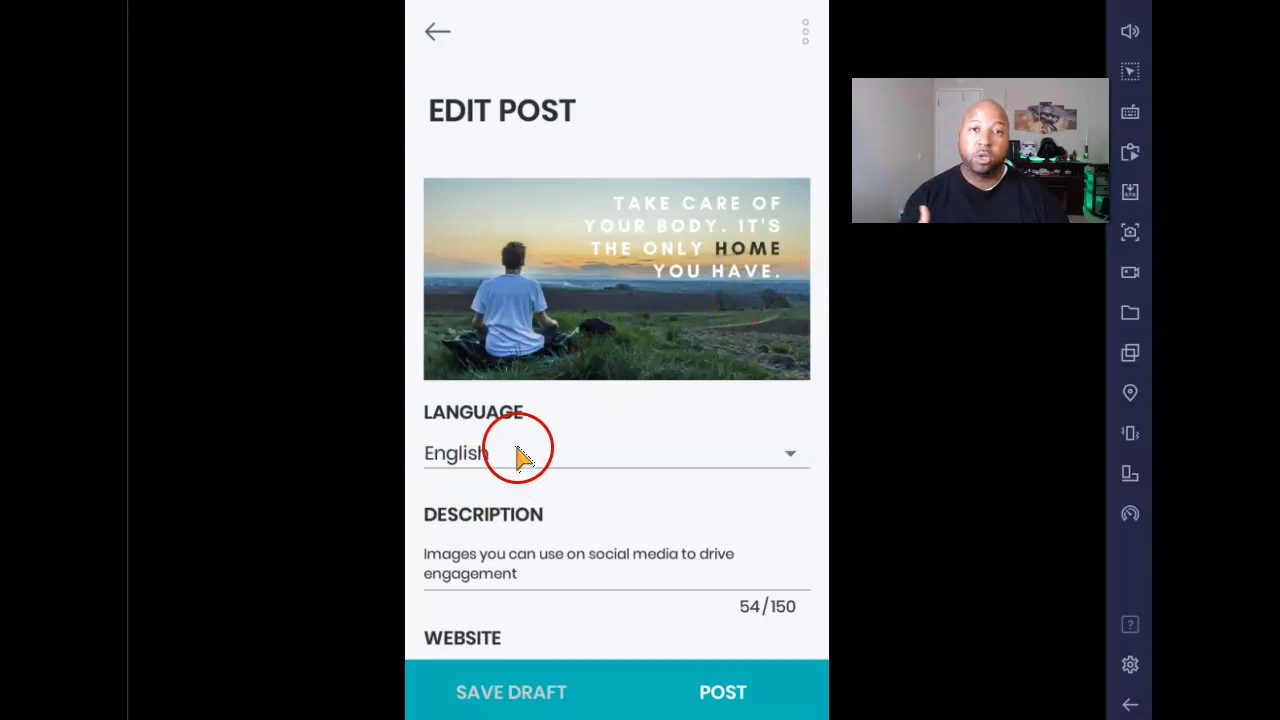 EDIT POST
TAKE CARE OF
YOUR BODY. IT'S
THE ONLY HOME
YOU HAVE.
LANGUAGE
English
DESCRIPTION
Images you can use on social media to drive
engagement
54/150
WEBSITE
SAVE DRAFT
POST